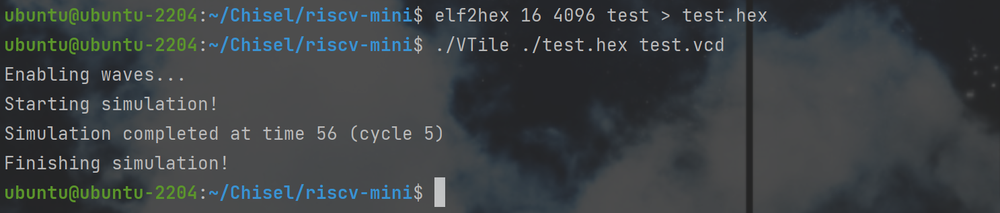 ubuntu@ubuntu-2204:~/Chisel/riscv-mini$ elf2hex 16 4096 test > test.hex
ubuntu@ubuntu-2204:~/Chisel/riscv-mini$ ./VTile ./test.hex test.vcd
Enabling waves...
Starting simulation!
Simulation completed at time 56 (cycle 5)
Finishing simulation!
ubuntu@ubuntu-2204:~/Chisel/riscv-mini$